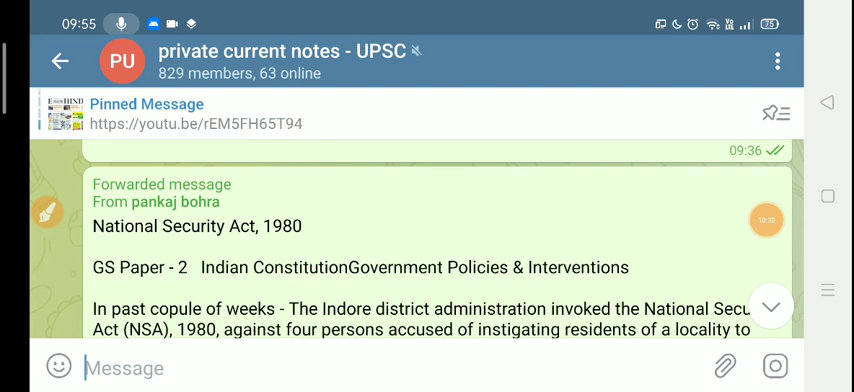 09:55
75
PU
private current notes - UPSC
829 members, 63 online
Pinned Message
https://youtu.be/rEM5FH65T94
09:36
Forwarded message
From pankaj bohra
National Security Act, 1980
10:33
GS Paper - 2 Indian ConstitutionGovernment Policies & Interventions
In past copule of weeks - The Indore district administration invoked the National Secu
Act (NSA), 1980, against four persons accused of instigating residents of a locality to
Message